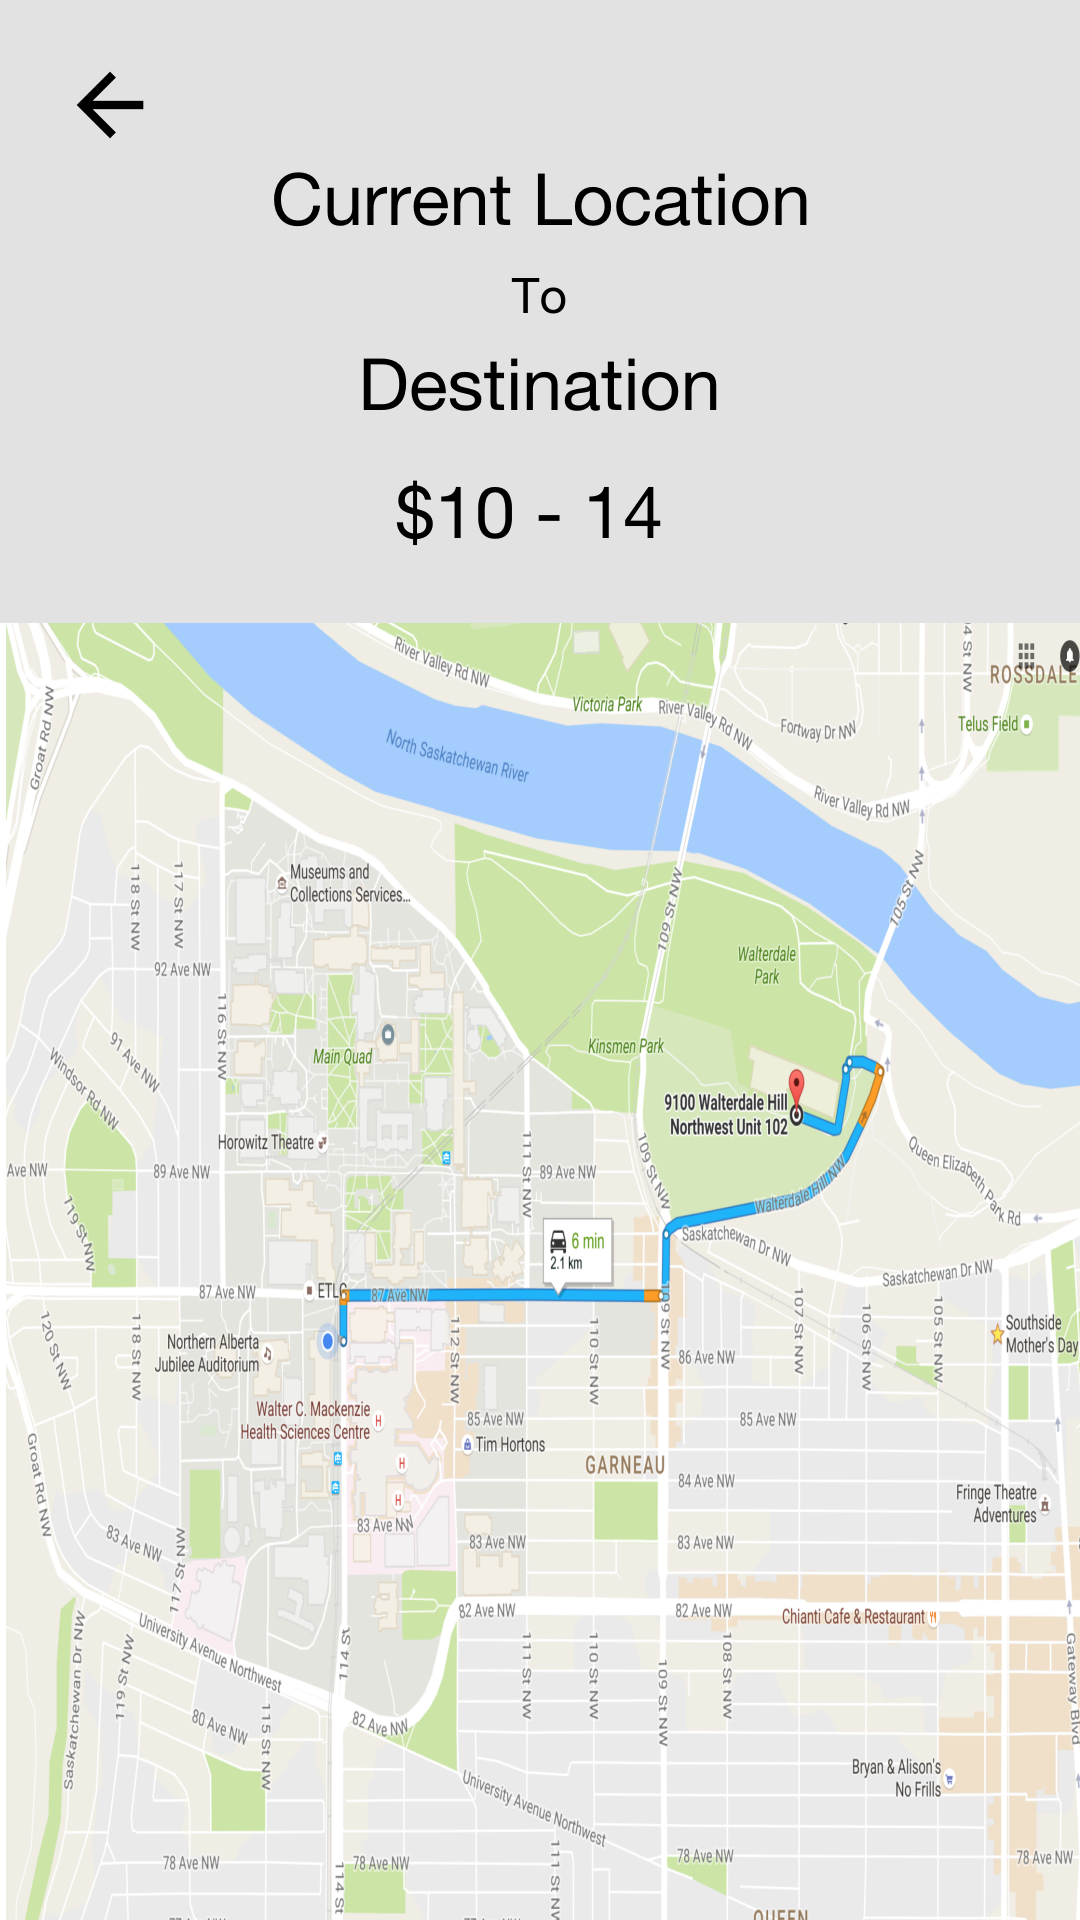 Current Location
To
Destination
$10 - 14
River Valley Rd NW
4 St NW
ROSSDALE
Victoria Park
River Valley Rd NW
Fortway Dr NW
Telus Field
Groat Rd NW
North Saskatchewan River
River Valley Rd NW
Museums and
Collections Services...
118 St NW
117 St NW
109 St NW
105 St NW
92 Ave NW
Walterdale
Park
116 St NW
91 Ave NW
Main Quad
Kinsmen Park
Windsor Rd NW
9100 Walterdale Hill
Northwest Unit 102
Horowitz Theatre
111 St NW
109 St NW
Queen Elizabeth Park Rd
Ave NW
89 Ave NW
89 Ave NW
119 St NW
Walterdale Hill NW
Saskatchewan Dr NW
6 min
2.1 km
Saskatchewan Dr NW
87 Ave NW
ETLC
87 Ave NW
109 St NW
120 St NW
118 St NW
112 St NW
110 St NW
107 St NW
106 St NW
105 St NW
Southside
Mother's Day
Northern Alberta
Jubilee Auditorium
86 Ave NW
Walter C. Mackenzie
Health Sciences Centre
85 Ave NW
85 Ave NW
Tim Hortons
GARNEAU
Groat Rd NW
84 Ave NW
Fringe Theatre
Adventures
83 Ave NW
83 Ave NW
83 Ave NW
83 Ave NW
117 St NW
82 Ave NW
82 Ave NW
Chianti Cafe & Restaurant
University Avenue Northwest
Saskatchewan Dr NW
119 St NW
114 St
111 St NW
110 St NW
109 St NW
108 St NW
Gateway Blvd
80 Ave NW
115 St NW
82 Ave NW
Bryan & Alison's
No Frills
University Avenue Northwest
78 Ave NW
78 Ave NW
78 Ave NW
78 Ave NW
114 St
111 St NW
QUEEN